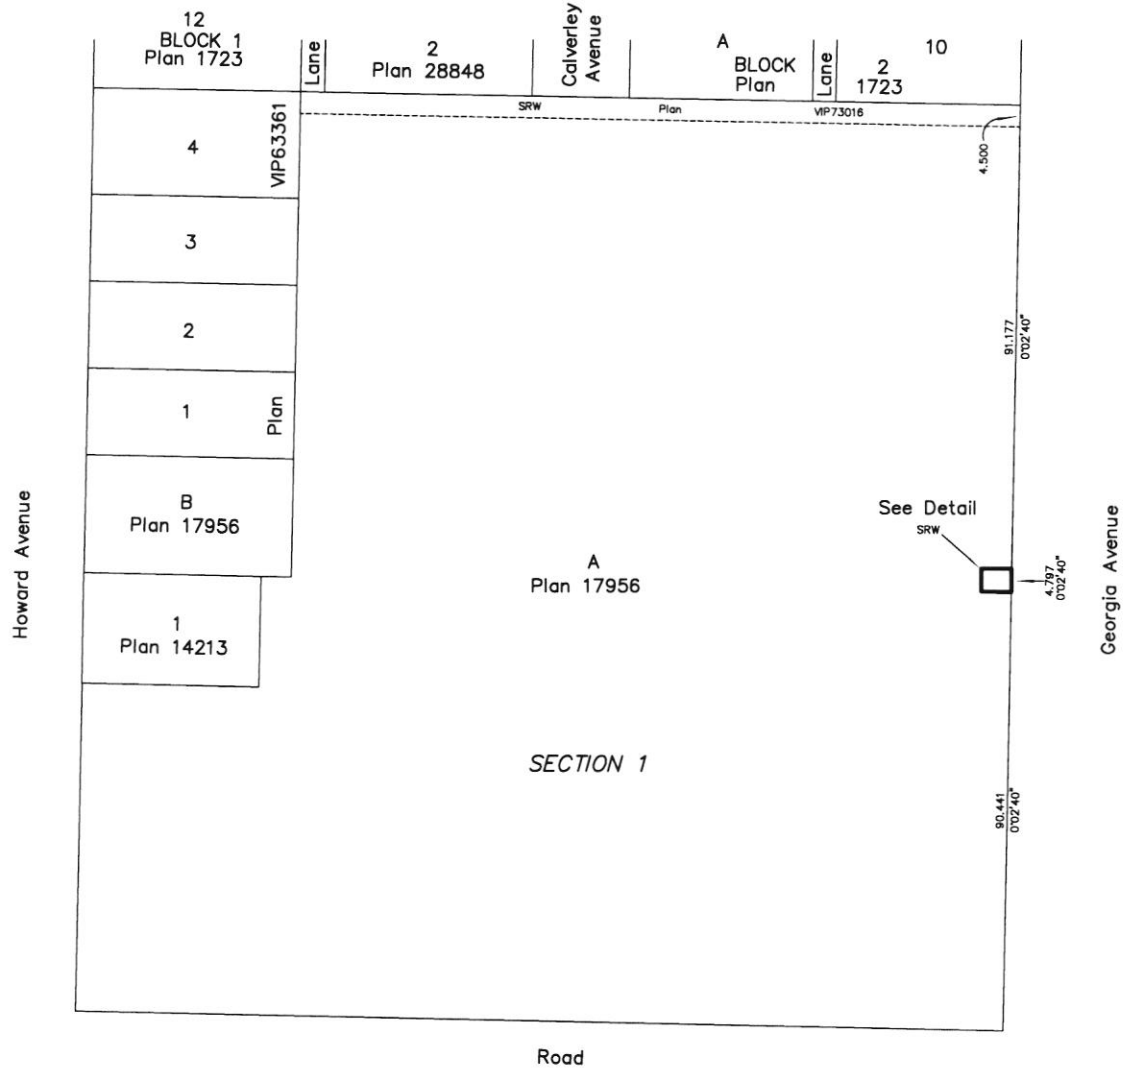 12
BLOCK 1
Plan 1723
Lane
2
Plan 28848
Calverley
Avenue
A
BLOCK
Plan
Lane
10
2
1723
SRW Plan VIP73016
4.500
4
VIP63361
3
2
1
Plan
91.177
0°02'40"
B
Plan 17956
See Detail
SRW
A
Plan 17956
4.797
0°02'40"
Howard Avenue
Georgia Avenue
1
Plan 14213
SECTION 1
90.441
0°02'40"
Road